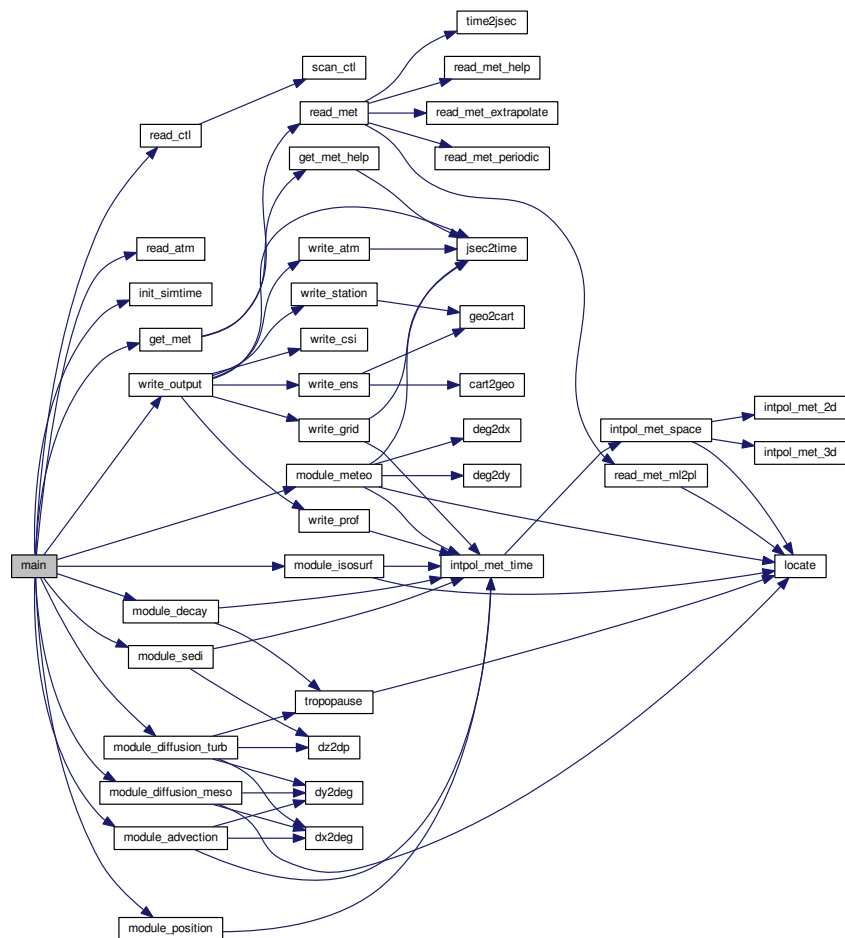 time2jsec
scan_ctl
read_met_help
read_met
read_met_extrapolate
read_ctl
get_met_help
read_met_periodic
read_atm
write_atm
jsec2time
init_simtime
write_station
geo2cart
get_met
write_csi
write_output
write_ens
cart2geo
intpol_met_2d
write_grid
deg2dx
intpol_met_space
intpol_met_3d
module_meteo
deg2dy
read_met_ml2pl
write_prof
main
module_isosurf
intpol_met_time
locate
module_decay
module_sedi
tropopause
module_diffusion_turb
dz2dp
module_diffusion_meso
dy2deg
module_advection
dx2deg
module_position